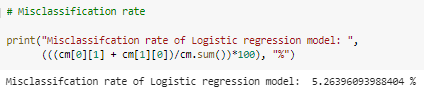 # Misclassification rate
print("Misclassifcation rate of Logistic regression model: ",
(((cm[0][1] + cm[1][0])/cm.sum())*100), "%")
Misclassifcation rate of Logistic regression model:  5.26396093988404 %